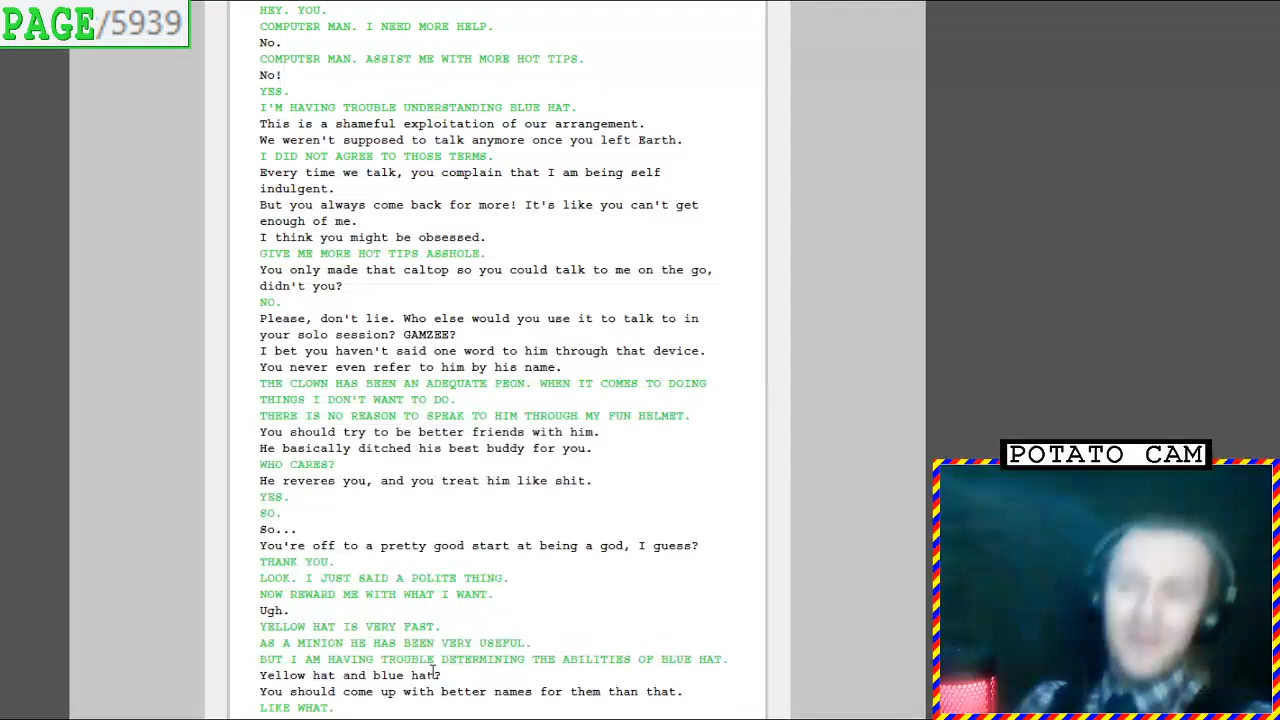 PAGE/5939
HEY. YOU.
COMPUTER MAN. I NEED MORE HELP.
No.
COMPUTER MAN. ASSIST ME WITH MORE HOT TIPS.
No!
YES.
I'M HAVING TROUBLE UNDERSTANDING BLUE HAT.
This is a shameful exploitation of our arrangement.
We weren't supposed to talk anymore once you left Earth.
I DID NOT AGREE TO THOSE TERMS.
Every time we talk, you complain that I am being self
indulgent.
But you always come back for more! It's like you can't get
enough of me.
I think you might be obsessed.
GIVE ME MORE HOT TIPS ASSHOLE.
You only made that caltop so you could talk to me on the go,
didn't you?
NO.
Please, don't lie. Who else would you use it to talk to in
your solo session? GAMZEE?
I bet you haven't said one word to him through that device.
You never even refer to him by his name.
THE CLOWN HAS BEEN AN ADEQUATE PEON. WHEN IT COMES TO DOING
THINGS I DON'T WANT TO DO.
THERE IS NO REASON TO SPEAK TO HIM THROUGH MY FUN HELMET.
You should try to be better friends with him.
He basically ditched his best buddy for you.
WHO CARES?
He reveres you, and you treat him like shit.
YES.
SO.
So...
You're off to a pretty good start at being a god, I guess?
THANK YOU.
LOOK. I JUST SAID A POLITE THING.
NOW REWARD ME WITH WHAT I WANT.
Ugh.
YELLOW HAT IS VERY FAST.
AS A MINION HE HAS BEEN VERY USEFUL.
BUT I AM HAVING TROUBLE DETERMINING THE ABILITIES OF BLUE HAT.
Yellow hat and blue hat?
You should come up with better names for them than that.
LIKE WHAT.
POTATO CAM